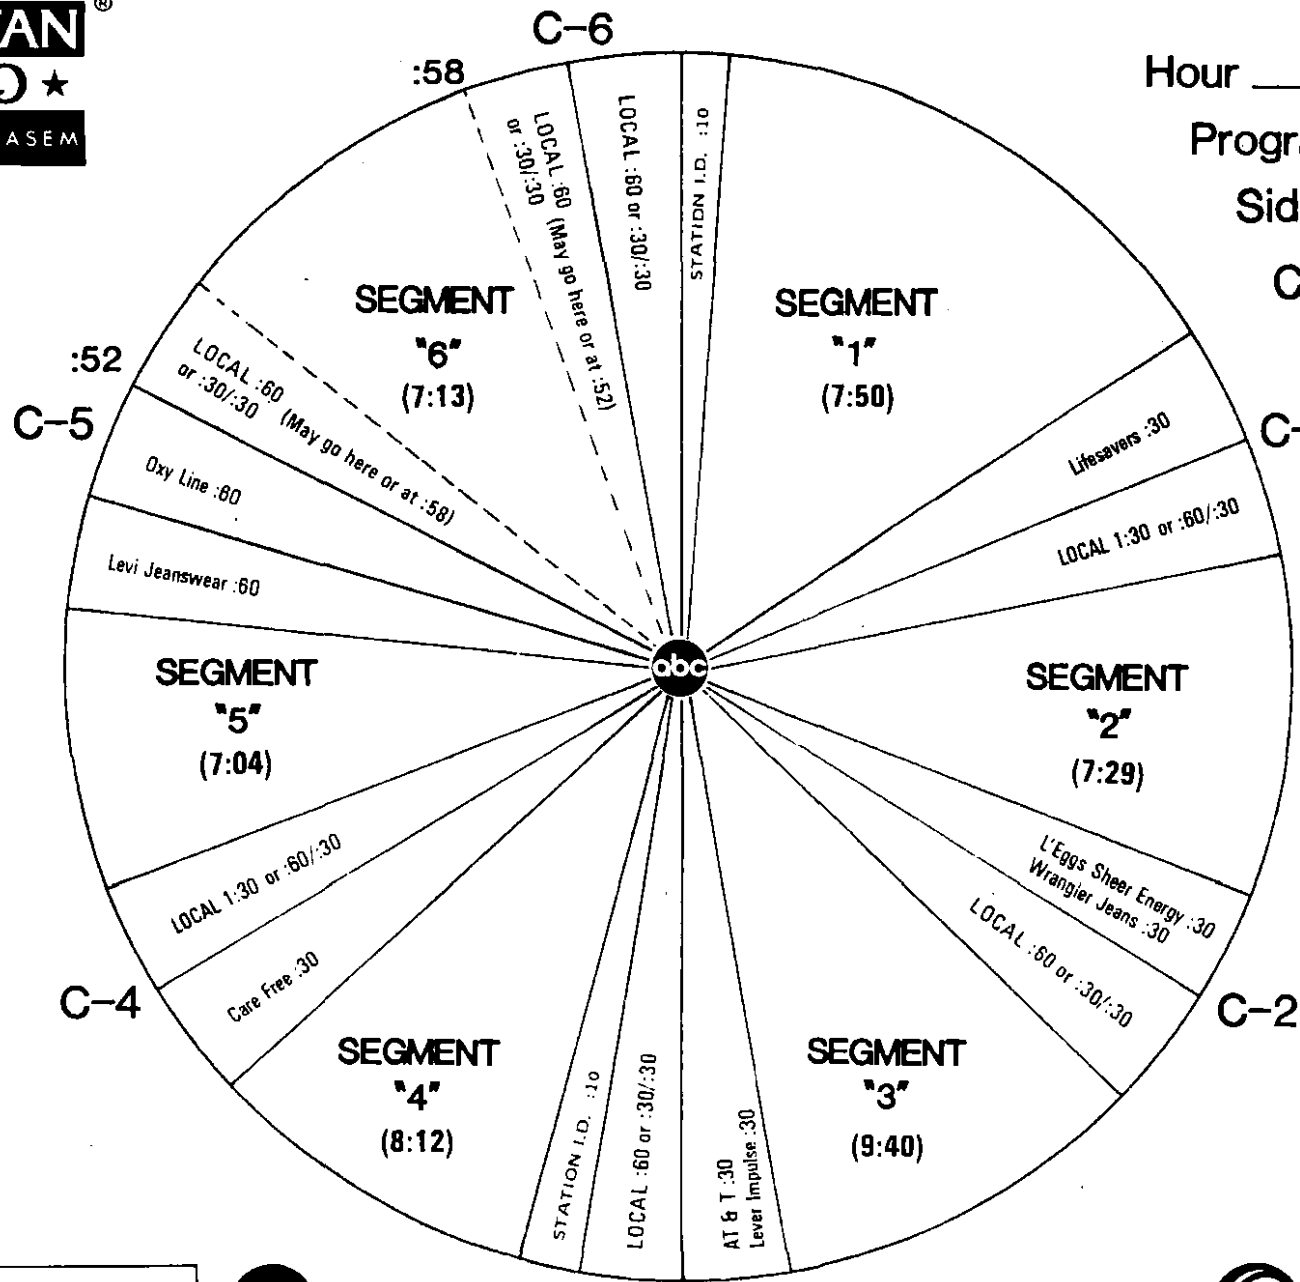 ®
C-6
:58
Hour
LOCAL :60 (May go here or at :52)
or :30/:30
LOCAL :60 or :30/:30
STATION I.D. :10
SEGMENT
"6"
(7:13)
SEGMENT
"1"
(7:50)
:52
LOCAL :60 (May go here or at :58)
or :30/:30
C-5
Oxy Line :60
Levi Jeanswear :60
Lifesavers :30
LOCAL 1:30 or :60/:30
abc
SEGMENT
"5"
(7:04)
SEGMENT
"2"
(7:29)
L'Eggs Sheer Energy :30
Wrangler Jeans :30
LOCAL :60 or :30/:30
C-2
LOCAL 1:30 or :60/:30
Care Free :30
C-4
SEGMENT
"4"
(8:12)
SEGMENT
"3"
(9:40)
STATION I.D. :10
LOCAL :60 or :30/:30
AT & T :30
Lever Impulse :30